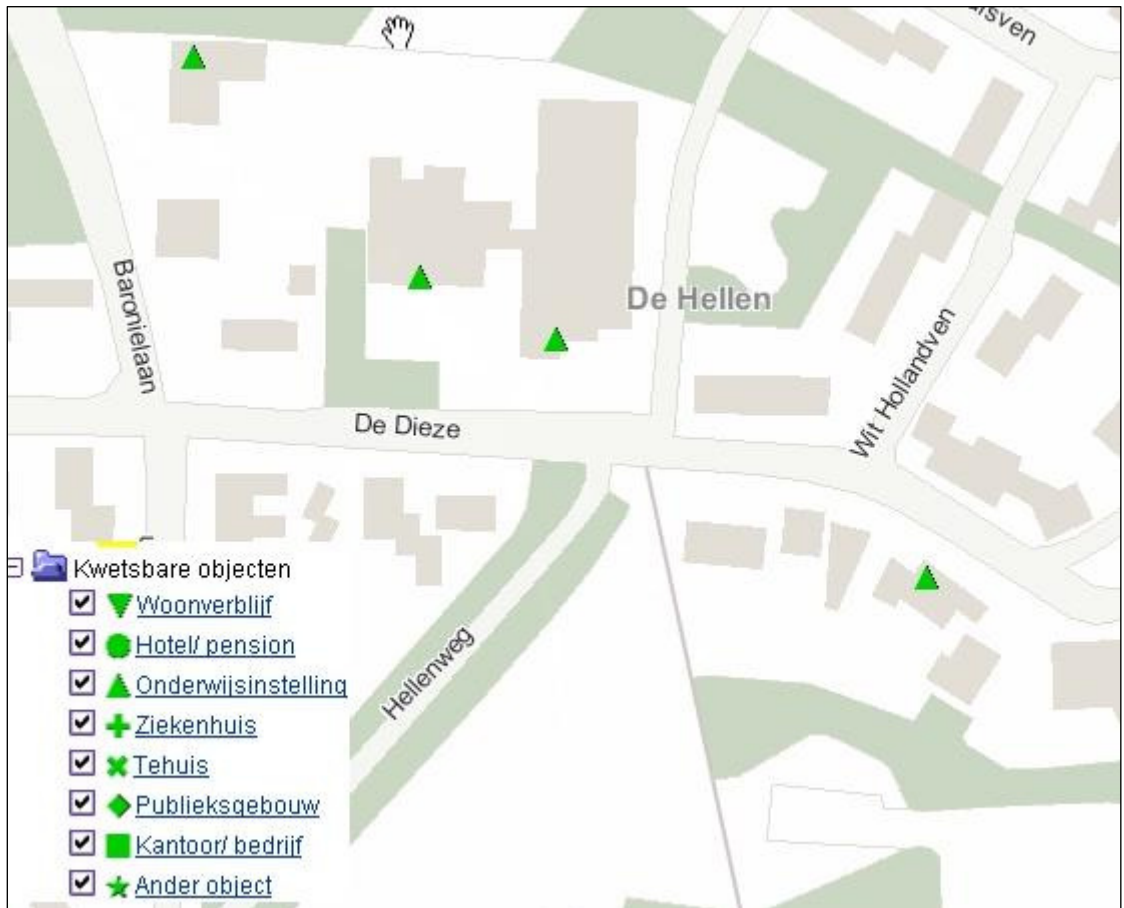 De Hellen
Baronielaan
De Dieze
Wit Hollandven
Hellenweg
Kwetsbare objecten
Woonverblijf
Hotel/ pension
Onderwijsinstelling
Ziekenhuis
Tehuis
Publieksgebouw
Kantoor/ bedrijf
Ander object